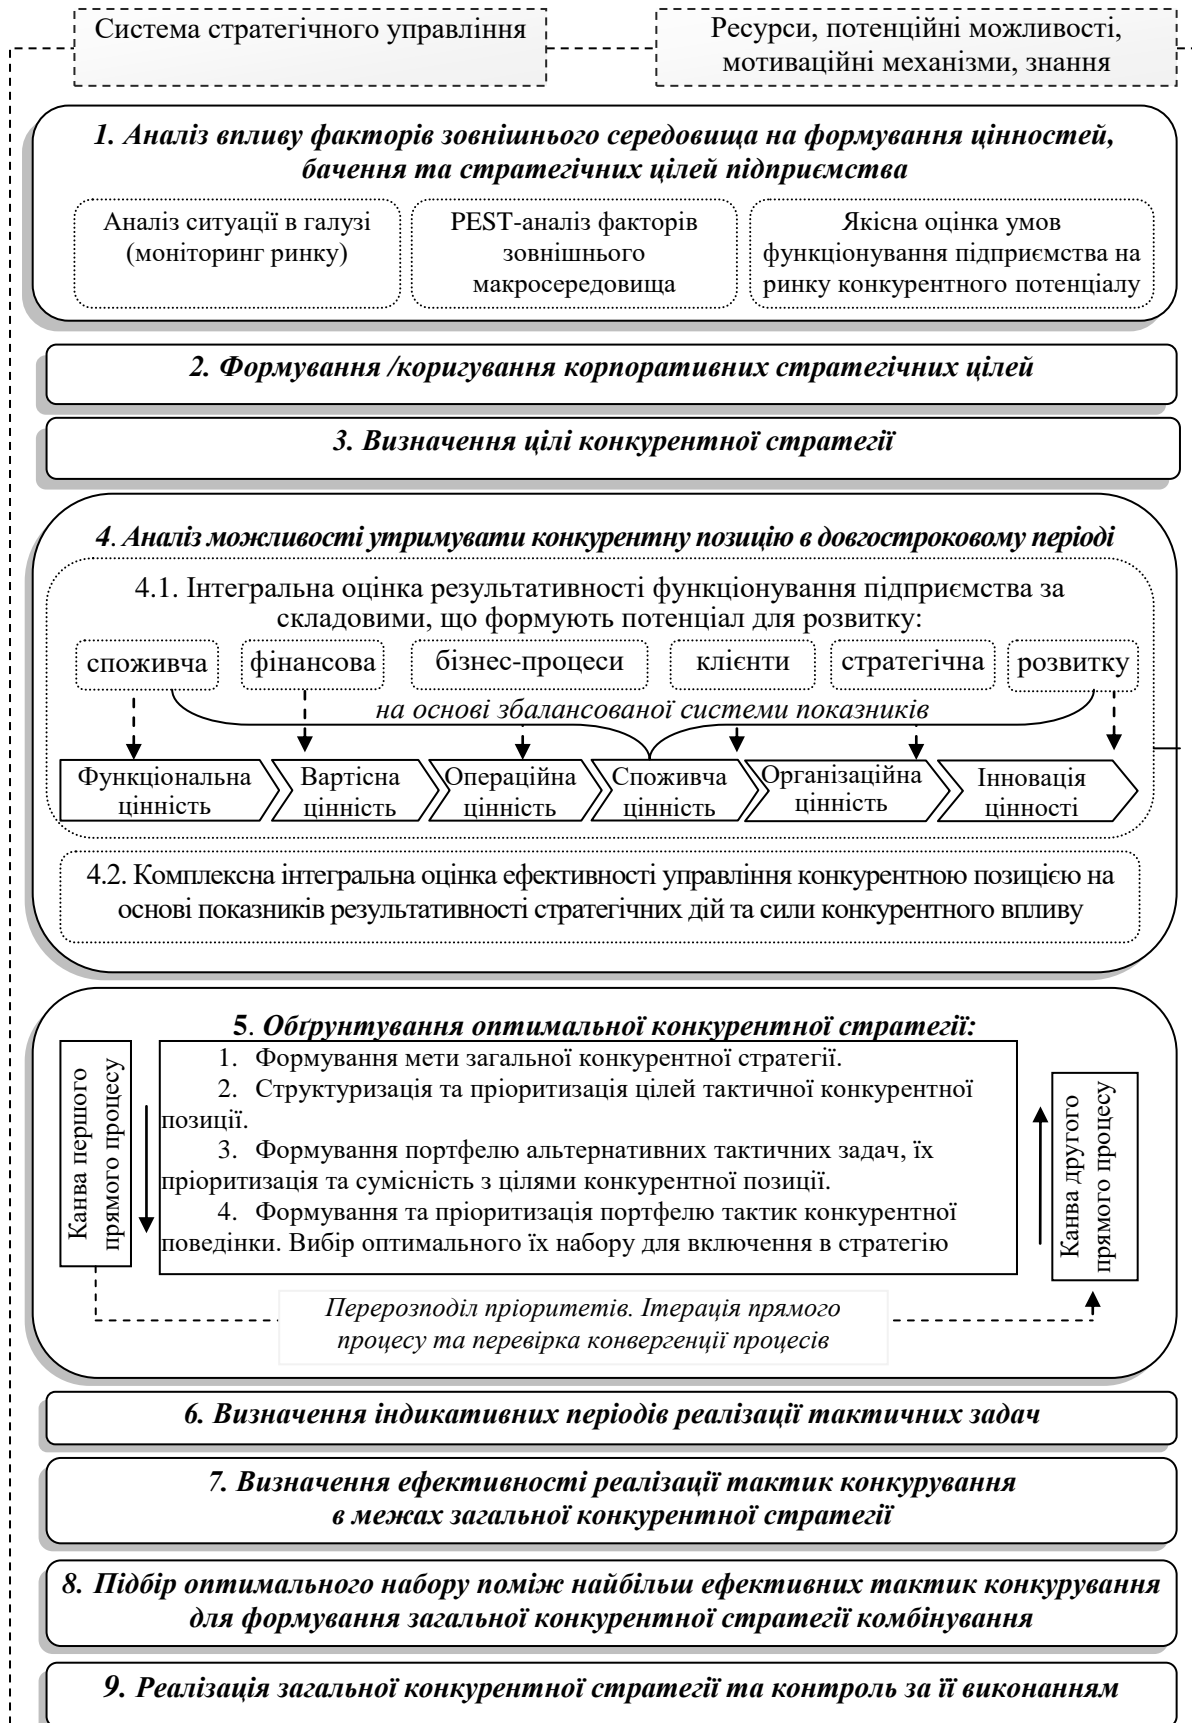 Система стратегічного управління
Ресурси, потенційні можливості,
мотиваційні механізми, знання
1. Аналіз впливу факторів зовнішнього середовища на формування цінностей,
бачення та стратегічних цілей підприємства
Аналіз ситуації в галузі
(моніторинг ринку)
PEST-аналіз факторів
зовнішнього
макросередовища
Якісна оцінка умов
функціонування підприємства на
ринку конкурентного потенціалу
2. Формування /коригування корпоративних стратегічних цілей
3. Визначення цілі конкурентної стратегії
4. Аналіз можливості утримувати конкурентну позицію в довгостроковому періоді
4.1. Інтегральна оцінка результативності функціонування підприємства за
складовими, що формують потенціал для розвитку:
споживча
фінансова
бізнес-процеси
клієнти
стратегічна
розвитку
на основі збалансованої системи показників
Функціональна
цінність
Вартісна
цінність
Операційна
цінність
Споживча
цінність
Організаційна
цінність
Інновація
цінності
4.2. Комплексна інтегральна оцінка ефективності управління конкурентною позицією на
основі показників результативності стратегічних дій та сили конкурентного впливу
5. Обґрунтування оптимальної конкурентної стратегії:
Канва першого
прямого процесу
1. Формування мети загальної конкурентної стратегії.
2. Структуризація та пріоритизація цілей тактичної конкурентної
позиції.
3. Формування портфелю альтернативних тактичних задач, їх
пріоритизація та сумісність з цілями конкурентної позиції.
4. Формування та пріоритизація портфелю тактик конкурентної
поведінки. Вибір оптимального їх набору для включення в стратегію
Канва другого
прямого процесу
Перерозподіл пріоритетів. Ітерація прямого
процесу та перевірка конвергенції процесів
6. Визначення індикативних періодів реалізації тактичних задач
7. Визначення ефективності реалізації тактик конкурування
в межах загальної конкурентної стратегії
8. Підбір оптимального набору поміж найбільш ефективних тактик конкурування
для формування загальної конкурентної стратегії комбінування
9. Реалізація загальної конкурентної стратегії та контроль за її виконанням